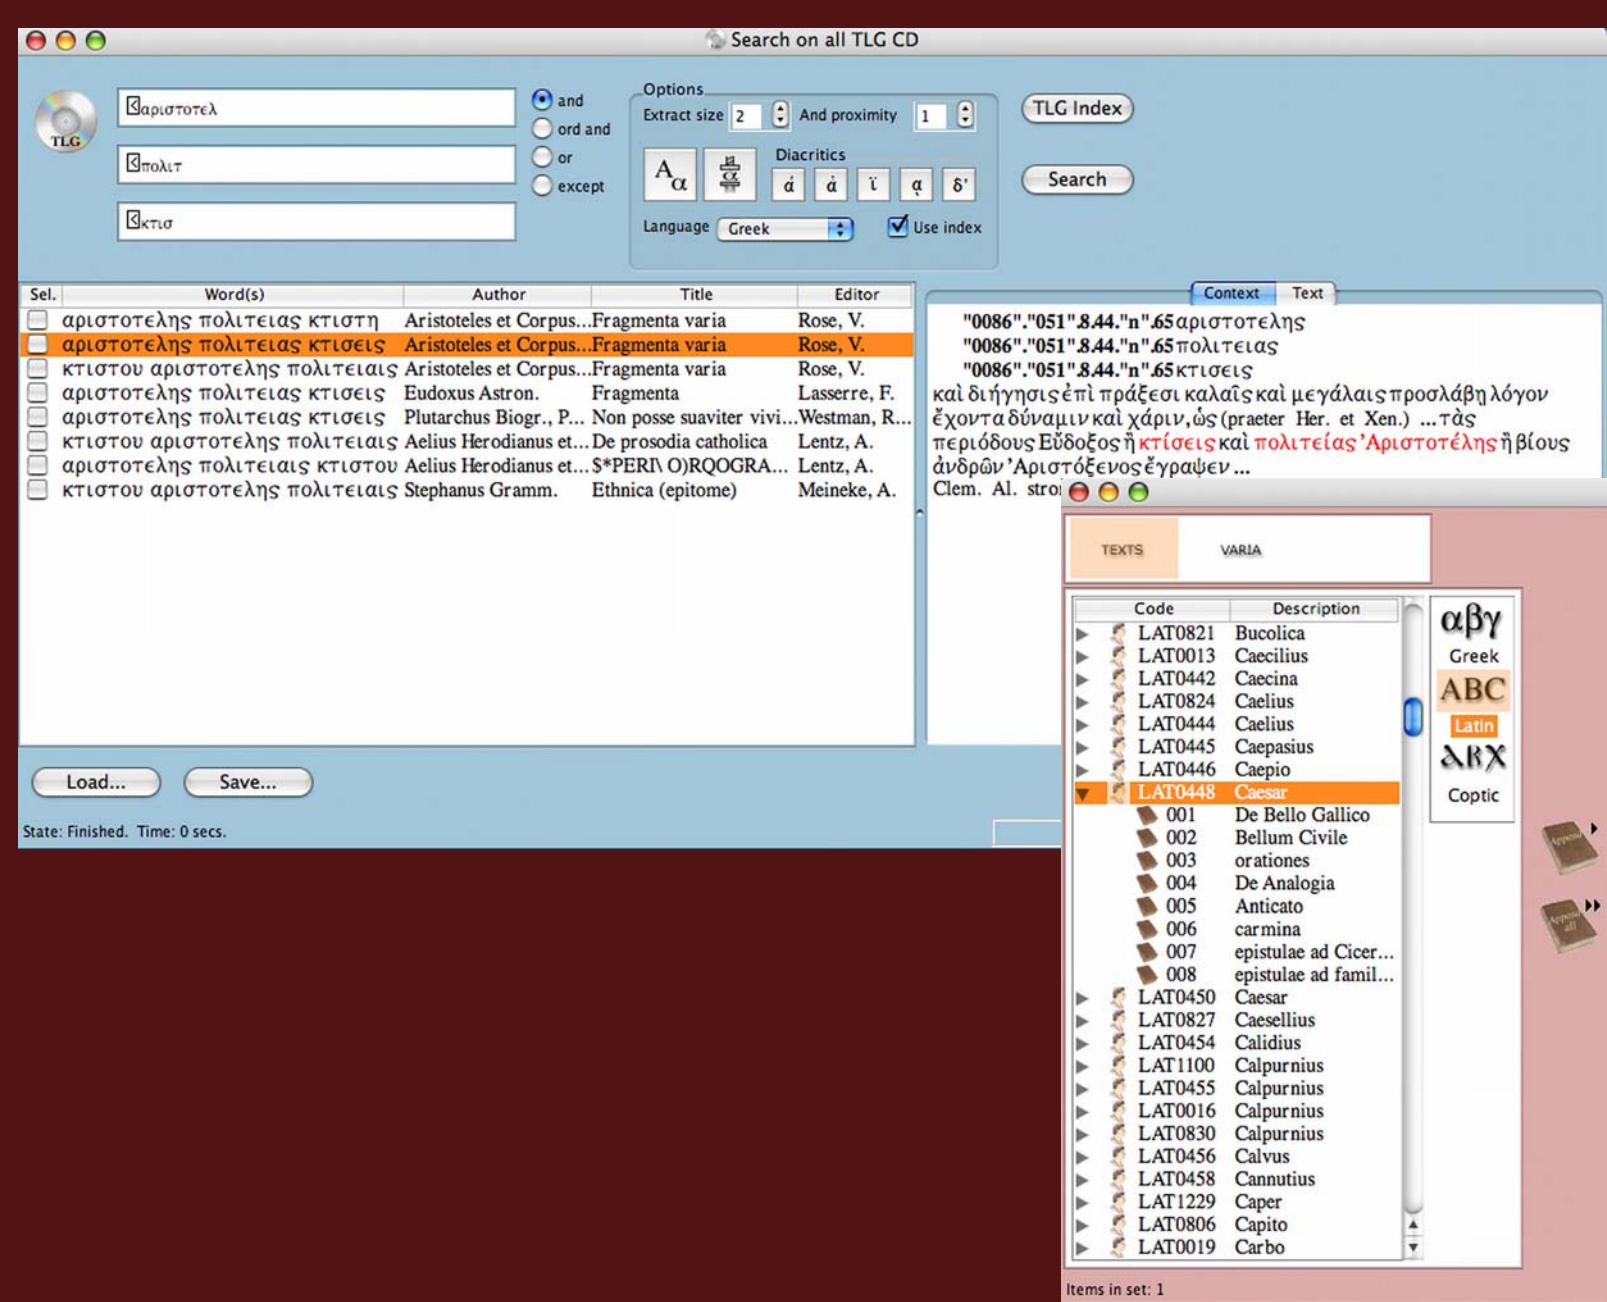 Search on all TLG CD
TLG
<αριστοτελ
<πολιτ
<κτισ
and
ord and
or
except
Options
Extract size 2 And proximity 1
Aα
Diacritics
ά ἀ ϊ ᾳ δ'
Language Greek Use index
TLG Index
Search
Sel. Word(s) Author Title Editor
αριστοτελης πολιτειας κτιστη Aristoteles et Corpus... Fragmenta varia Rose, V.
αριστοτελης πολιτειας κτισεις Aristoteles et Corpus... Fragmenta varia Rose, V.
κτιστου αριστοτελης πολιτειαις Aristoteles et Corpus... Fragmenta varia Rose, V.
αριστοτελης πολιτειας κτισεις Eudoxus Astron. Fragmenta Lasserre, F.
αριστοτελης πολιτειας κτισεις Plutarchus Biogr., P... Non posse suaviter vivi... Westman, R...
κτιστου αριστοτελης πολιτειαις Aelius Herodianus et... De prosodia catholica Lentz, A.
αριστοτελης πολιτειαις κτιστου Aelius Herodianus et... $*PERI\ O)RQOGRA... Lentz, A.
κτιστου αριστοτελης πολιτειαις Stephanus Gramm. Ethnica (epitome) Meineke, A.
Context Text
"0086"."051".8.44."n".65 αριστοτελης
"0086"."051".8.44."n".65 πολιτειας
"0086"."051".8.44."n".65 κτισεις
καὶ διήγησις ἐπὶ πράξεσι καλαῖς καὶ μεγάλαις προσλάβῃ λόγον
ἔχοντα δύναμιν καὶ χάριν, ὡς (praeter Her. et Xen.) ... τὰς
περιόδους Εὔδοξος ἢ κτίσεις καὶ πολιτείας Ἀριστοτέλης ἢ βίους
ἀνδρῶν Ἀριστόξενος ἔγραψεν ...
Clem. Al. stro
Load... Save...
State: Finished. Time: 0 secs.
TEXTS VARIA
Code Description
LAT0821 Bucolica
LAT0013 Caecilius
LAT0442 Caecina
LAT0824 Caelius
LAT0444 Caelius
LAT0445 Caepasius
LAT0446 Caepio
LAT0448 Caesar
001 De Bello Gallico
002 Bellum Civile
003 orationes
004 De Analogia
005 Anticato
006 carmina
007 epistulae ad Cicer...
008 epistulae ad famil...
LAT0450 Caesar
LAT0827 Caesellius
LAT0454 Calidius
LAT1100 Calpurnius
LAT0455 Calpurnius
LAT0016 Calpurnius
LAT0830 Calpurnius
LAT0456 Calvus
LAT0458 Cannutius
LAT1229 Caper
LAT0806 Capito
LAT0019 Carbo
αβγ
Greek
ABC
Latin
Coptic
Items in set: 1